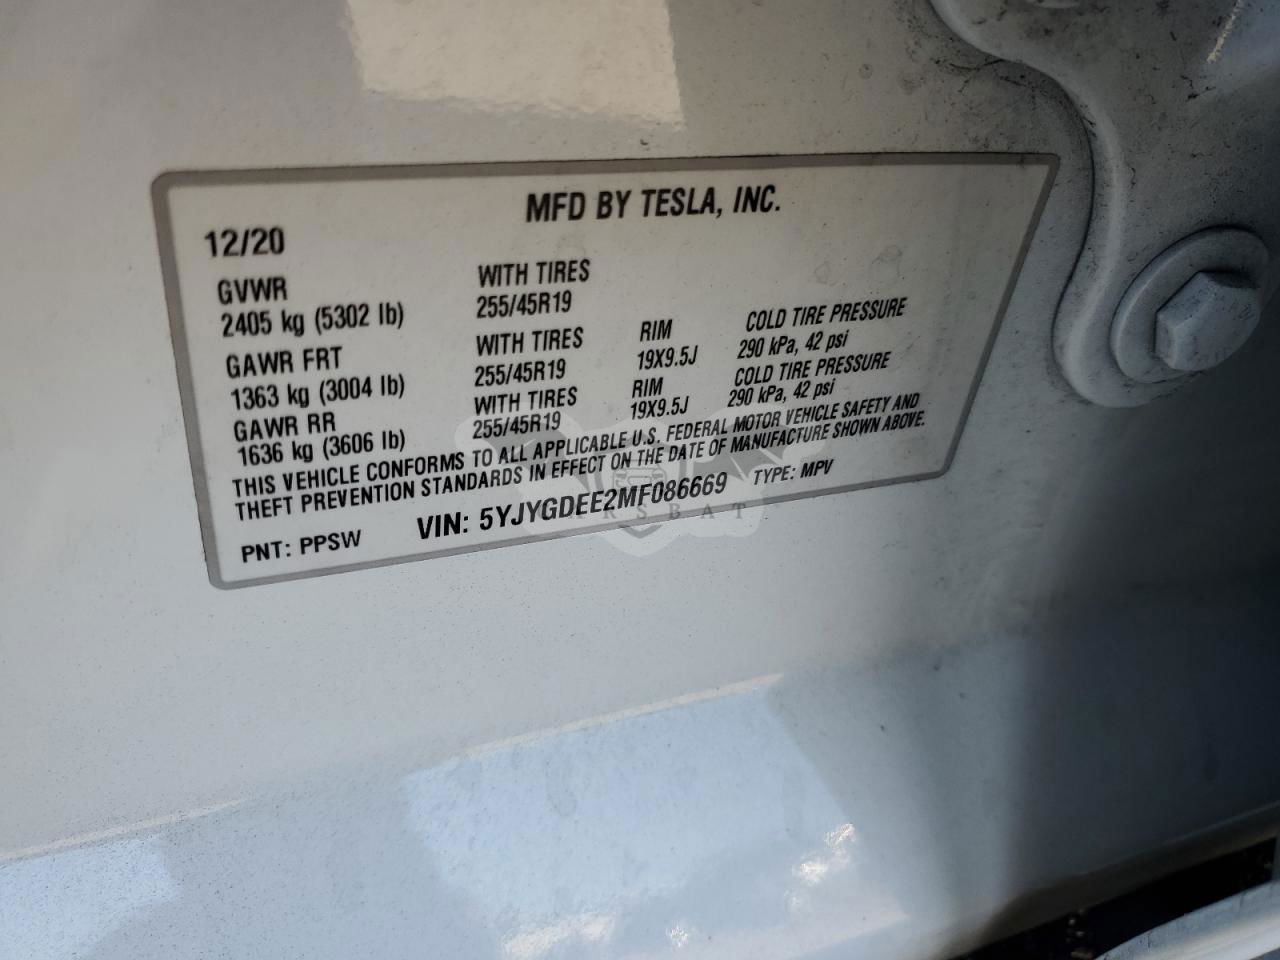 MFD BY TESLA, INC.
12/20
GVWR
2405 kg (5302 lb)
WITH TIRES
255/45R19
GAWR FRT
1363 kg (3004 lb)
WITH TIRES
255/45R19
RIM
19X9.5J
COLD TIRE PRESSURE
290 kPa, 42 psi
GAWR RR
1636 kg (3606 lb)
WITH TIRES
255/45R19
RIM
19X9.5J
COLD TIRE PRESSURE
290 kPa, 42 psi
THIS VEHICLE CONFORMS TO ALL APPLICABLE U.S. FEDERAL MOTOR VEHICLE SAFETY AND
THEFT PREVENTION STANDARDS IN EFFECT ON THE DATE OF MANUFACTURE SHOWN ABOVE.
PNT: PPSW VIN: 5YJYGDEE2MF086669 TYPE: MPV